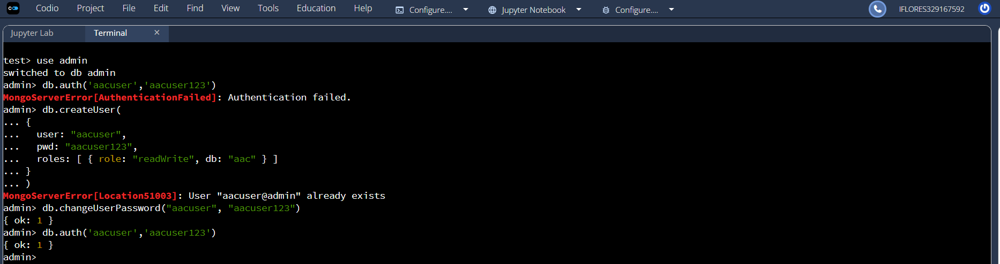 Codio Project File Edit Find View Tools Education Help Configure.... Jupyter Notebook Configure.... IFLORES329167592
Jupyter Lab Terminal ×
test> use admin
switched to db admin
admin> db.auth('aacuser','aacuser123')
MongoServerError[AuthenticationFailed]: Authentication failed.
admin> db.createUser(
... {
...   user: "aacuser",
...   pwd: "aacuser123",
...   roles: [ { role: "readWrite", db: "aac" } ]
... }
... )
MongoServerError[Location51003]: User "aacuser@admin" already exists
admin> db.changeUserPassword("aacuser", "aacuser123")
{ ok: 1 }
admin> db.auth('aacuser','aacuser123')
{ ok: 1 }
admin>